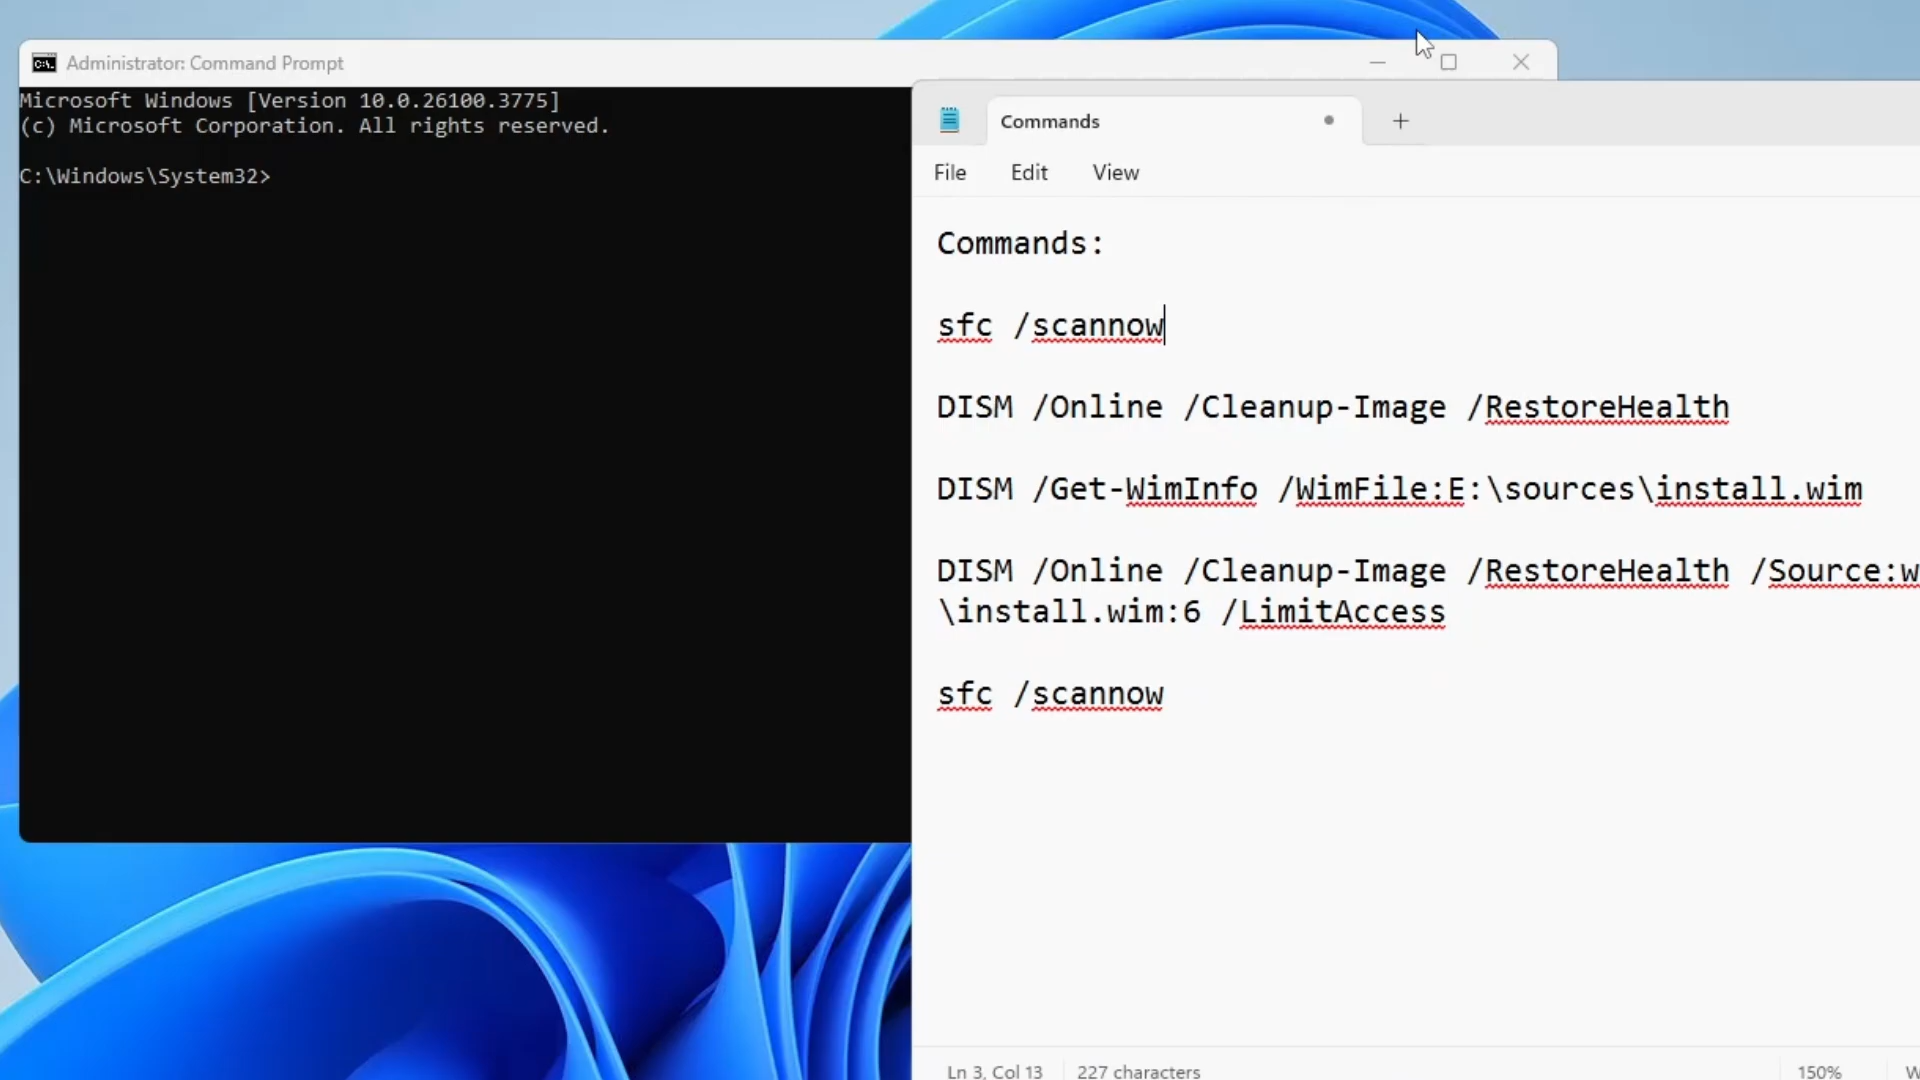 Administrator: Command Prompt
Microsoft Windows [Version 10.0.26100.3775]
(c) Microsoft Corporation. All rights reserved.
C:\Windows\System32>
Commands
File Edit View
Commands:
sfc /scannow
DISM /Online /Cleanup-Image /RestoreHealth
DISM /Get-WimInfo /WimFile:E:\sources\install.wim
DISM /Online /Cleanup-Image /RestoreHealth /Source:w
\install.wim:6 /LimitAccess
sfc /scannow
Ln 3, Col 13 227 characters 150% W